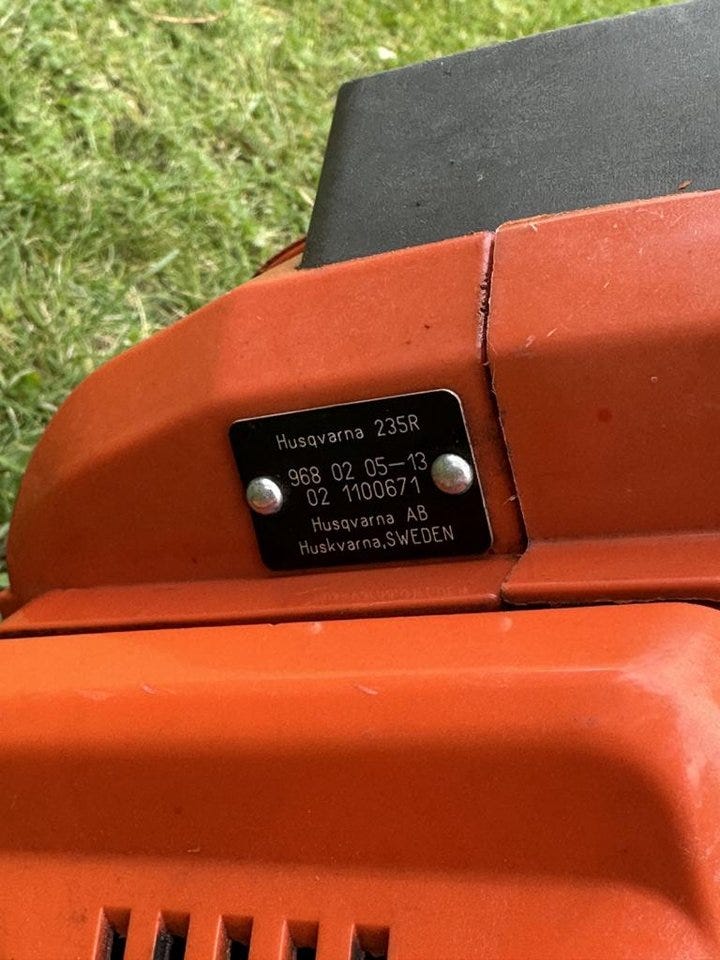 Husqvarna 235R
968 02 05-13
02 1100671
Husqvarna AB
Huskvarna,SWEDEN